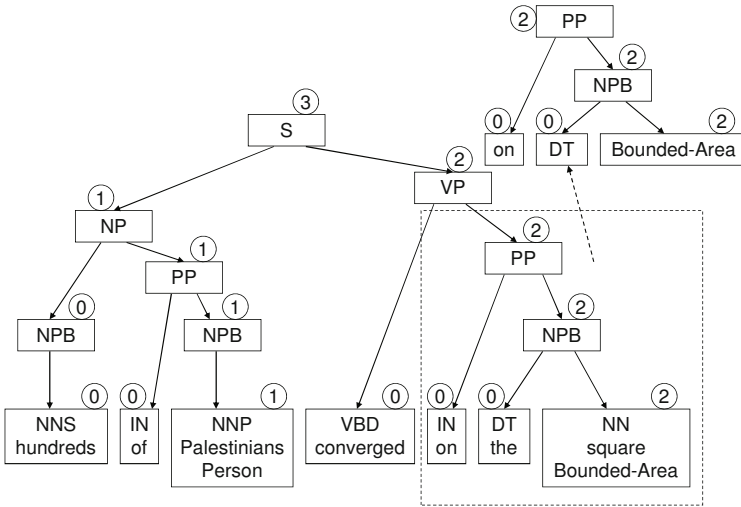 2 PP
2
NPB
0 0 2
on DT Bounded-Area
3
S
2
VP
1
NP
1
PP
2
PP
0
NPB
1
NPB
2
NPB
0 0 1 0 0 0 2
NNS IN NNP VBD IN DT NN
hundreds of Palestinians converged on the square
Person Bounded-Area